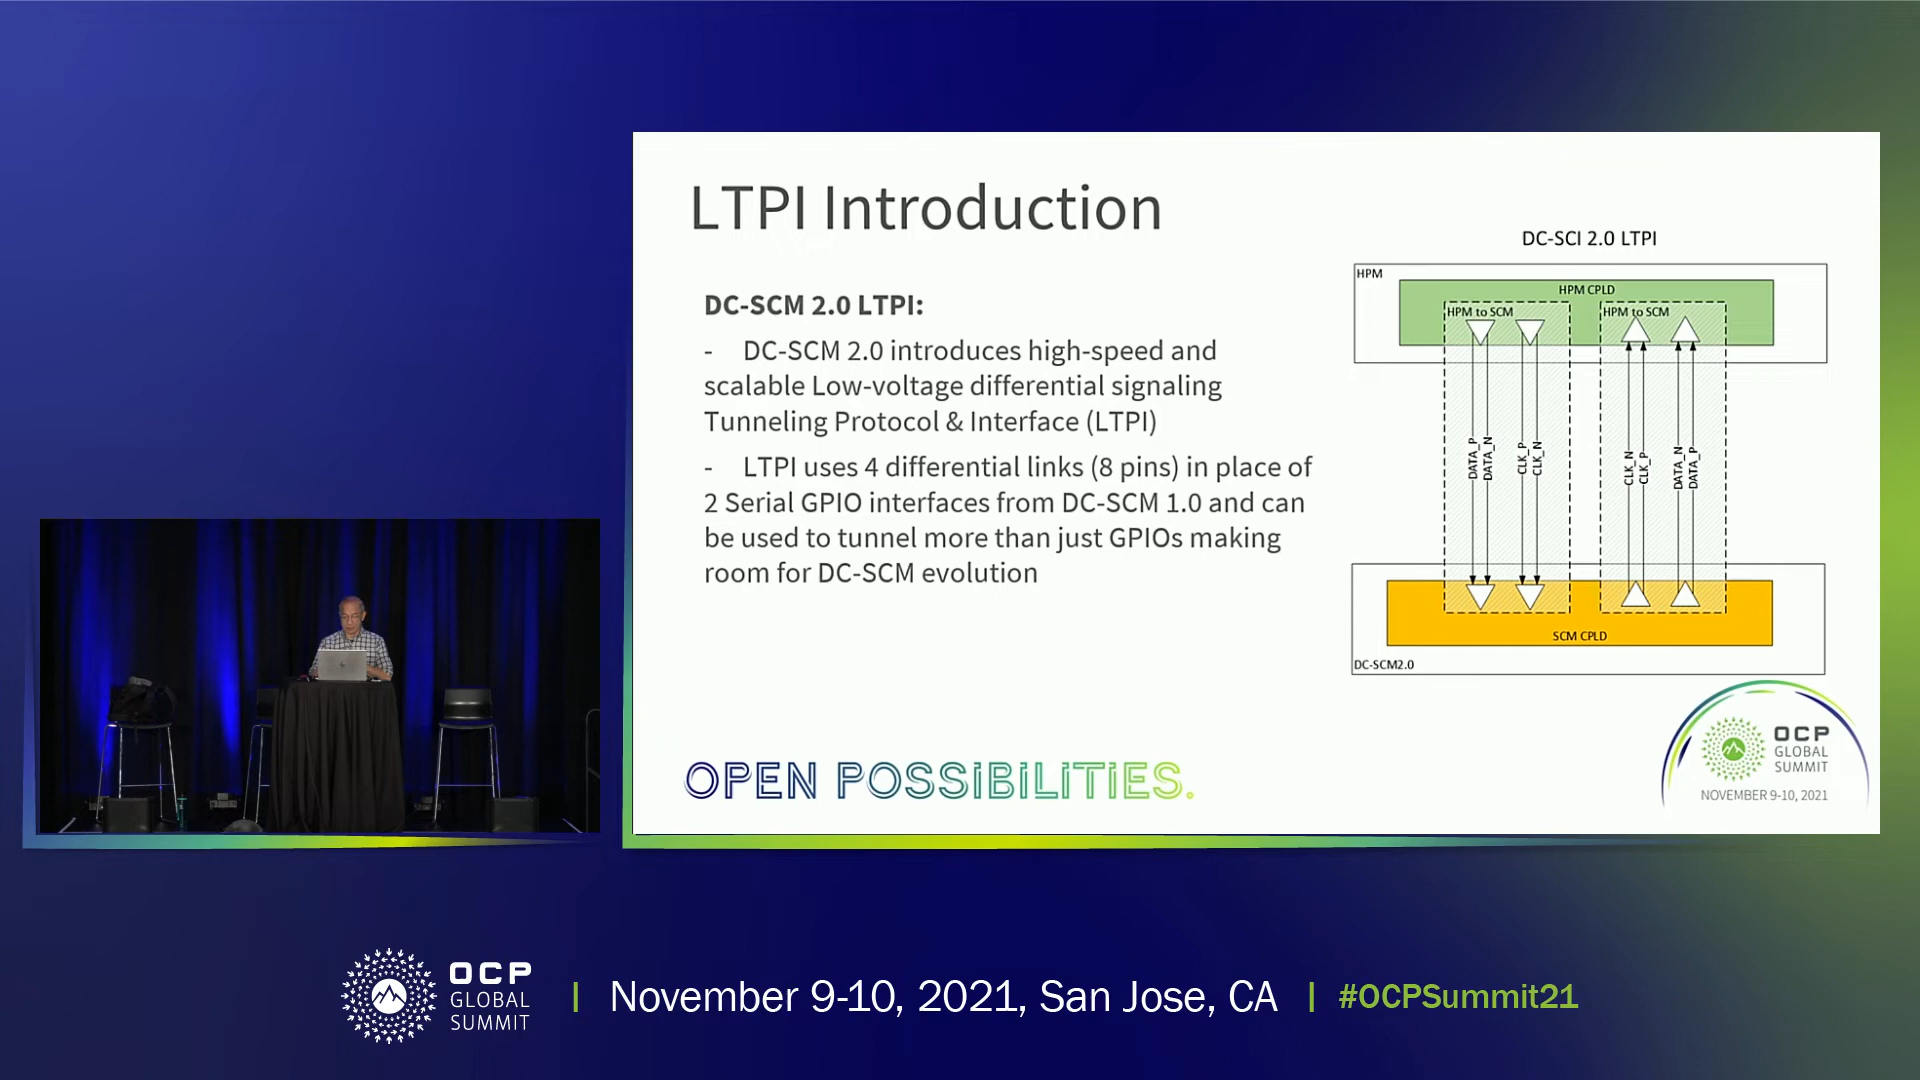 LTPI Introduction
DC-SCM 2.0 LTPI:
- DC-SCM 2.0 introduces high-speed and
scalable Low-voltage differential signaling
Tunneling Protocol & Interface (LTPI)
- LTPI uses 4 differential links (8 pins) in place of
2 Serial GPIO interfaces from DC-SCM 1.0 and can
be used to tunnel more than just GPIOs making
room for DC-SCM evolution
DC-SCI 2.0 LTPI
HPM
HPM CPLD
HPM to SCM
HPM to SCM
DATA_P
DATA_N
CLK_P
CLK_N
CLK_N
CLK_P
DATA_N
DATA_P
SCM CPLD
DC-SCM2.0
OPEN POSSIBILITIES.
OCP
GLOBAL
SUMMIT
NOVEMBER 9-10, 2021
OCP
GLOBAL
SUMMIT
November 9-10, 2021, San Jose, CA
#OCPSummit21